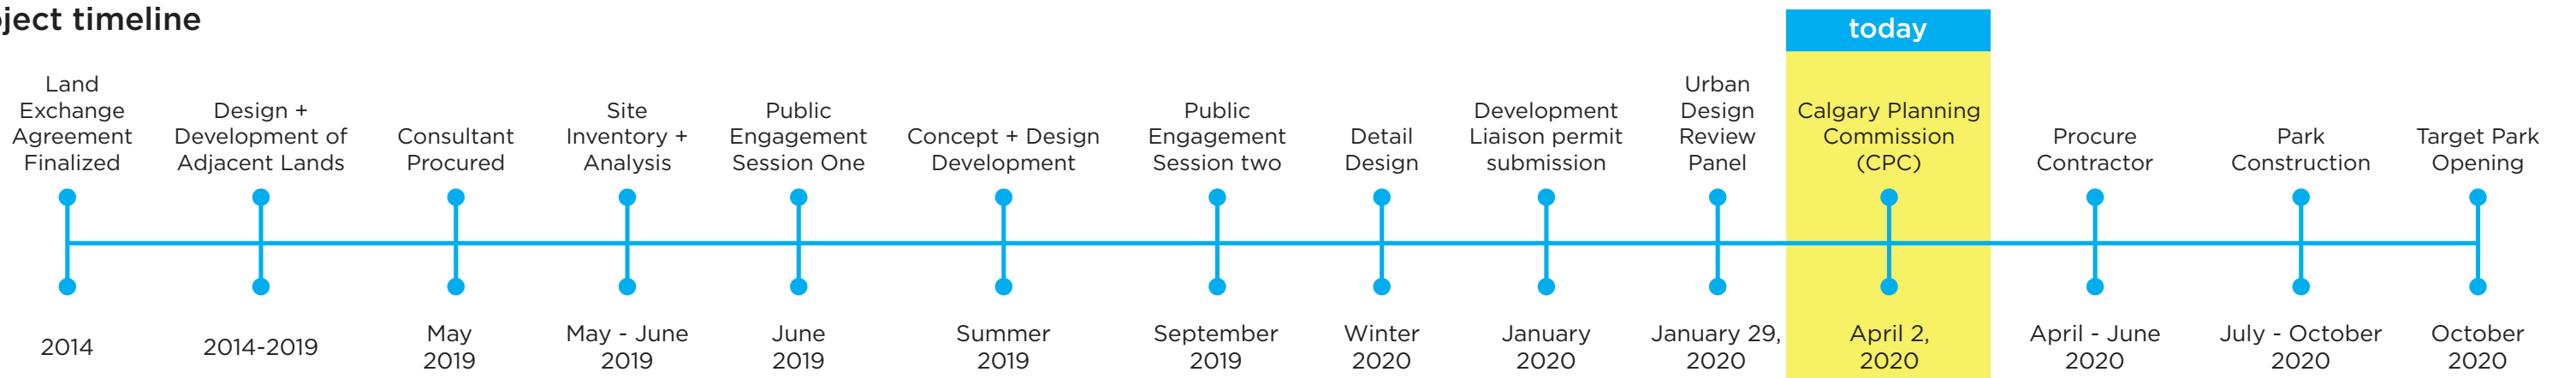 ject timeline
today
Land
Exchange
Agreement
Finalized
Design +
Development of
Adjacent Lands
Consultant
Procured
Site
Inventory +
Analysis
Public
Engagement
Session One
Concept + Design
Development
Public
Engagement
Session two
Detail
Design
Development
Liaison permit
submission
Urban
Design
Review
Panel
Calgary Planning
Commission
(CPC)
Procure
Contractor
Park
Construction
Target Park
Opening
2014
2014-2019
May
2019
May - June
2019
June
2019
Summer
2019
September
2019
Winter
2020
January
2020
January 29,
2020
April 2,
2020
April - June
2020
July - October
2020
October
2020